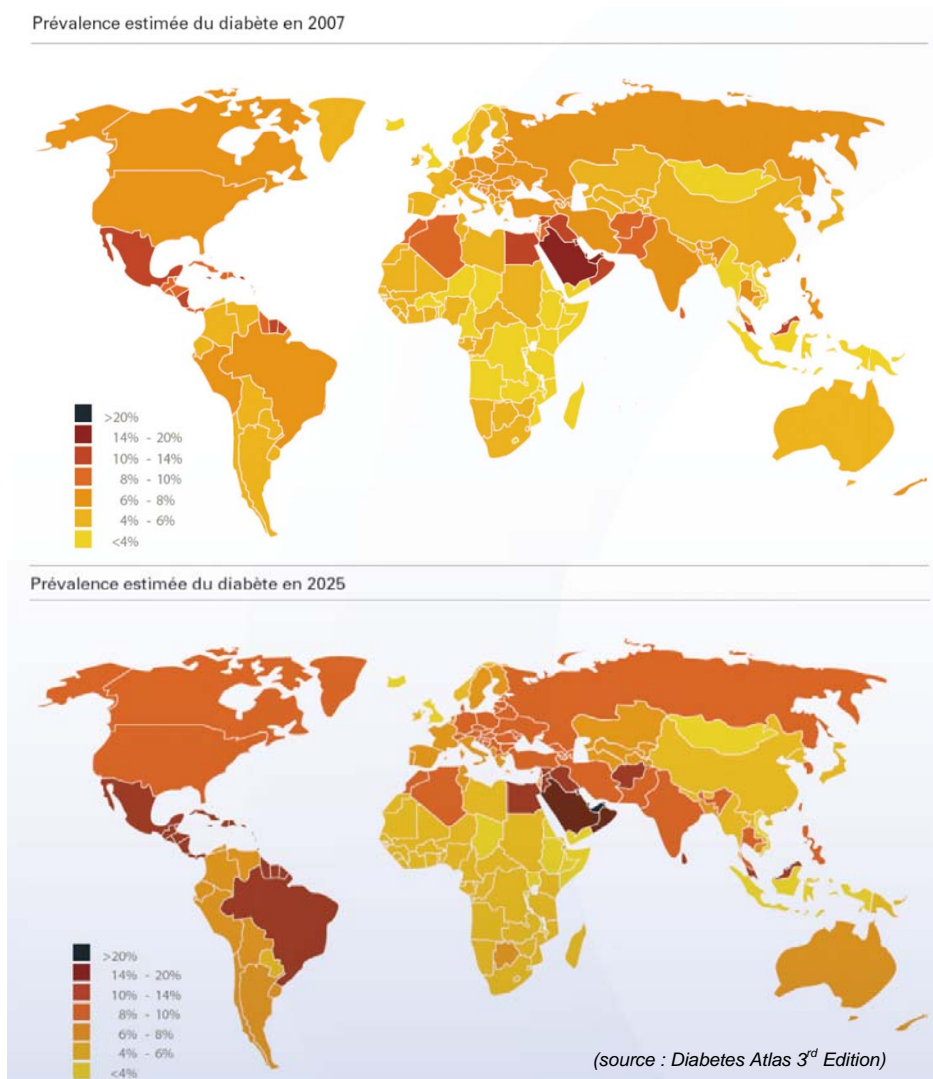 Prévalence estimée du diabète en 2007
>20%
14% - 20%
10% - 14%
8% - 10%
6% - 8%
4% - 6%
<4%
Prévalence estimée du diabète en 2025
>20%
14% - 20%
10% - 14%
8% - 10%
6% - 8%
4% - 6%
<4%
(source : Diabetes Atlas 3rd Edition)